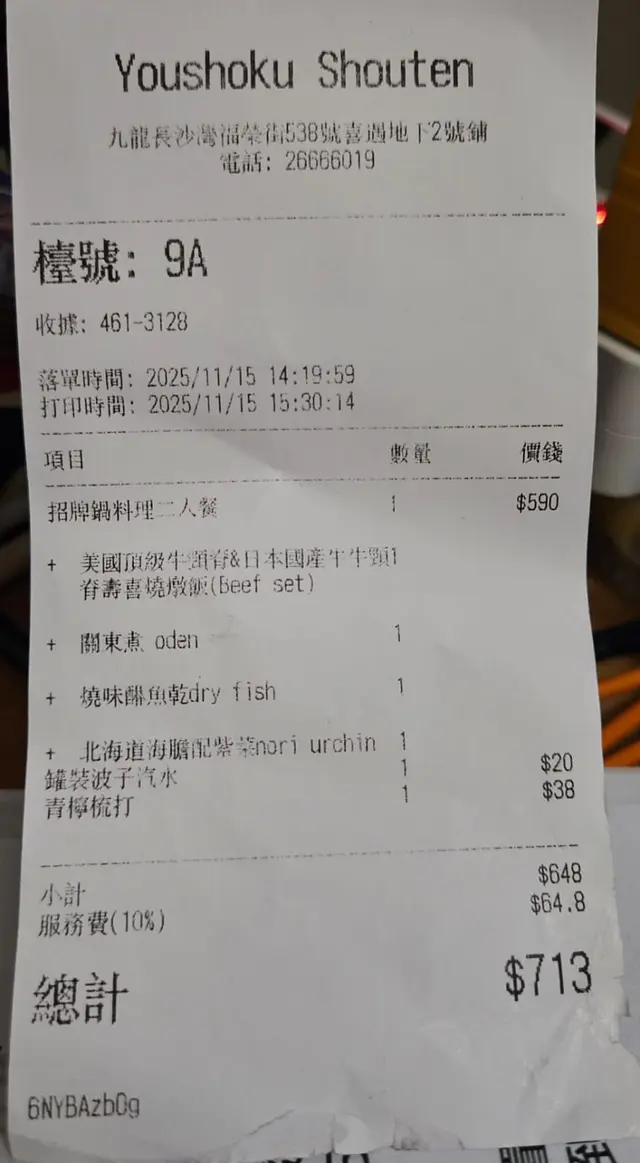 Youshoku Shouten
九龍長沙灣福榮街538號喜遇地下2號鋪
電話: 26666019
檯號: 9A
收據: 461-3128
落單時間: 2025/11/15 14:19:59
打印時間: 2025/11/15 15:30:14
項目 數量 價錢
招牌鍋料理二人餐 1 $590
+ 美國頂級牛頸脊&日本國產牛牛頸1
脊壽喜燒燉飯(Beef set)
+ 關東煮 oden 1
+ 燒味醂魚乾dry fish 1
+ 北海道海膽配紫菜nori urchin 1
罐裝波子汽水 1 $20
青檸梳打 1 $38
小計 $648
服務費(10%) $64.8
總計 $713
6NYBAzbOg